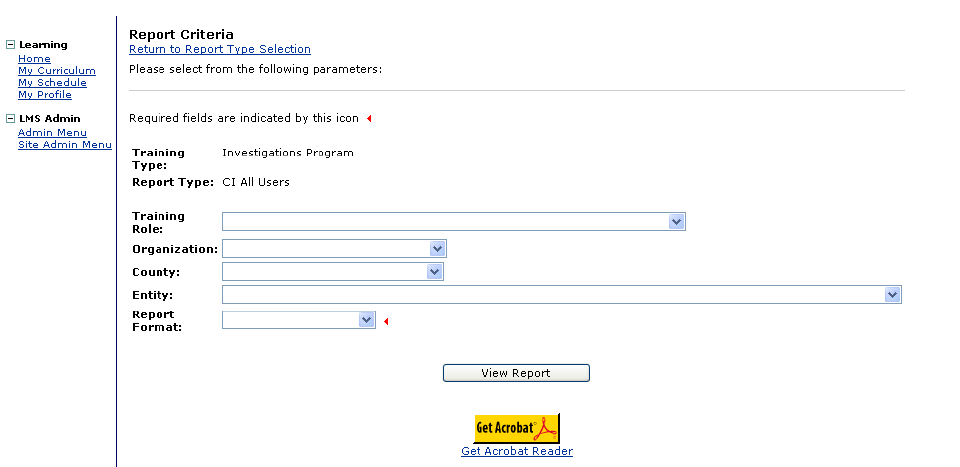 Learning
Home
My Curriculum
My Schedule
My Profile
LMS Admin
Admin Menu
Site Admin Menu
Report Criteria
Return to Report Type Selection
Please select from the following parameters:
Required fields are indicated by this icon
Training
Type:
Investigations Program
Report Type: CI All Users
Training
Role:
Organization:
County:
Entity:
Report
Format:
View Report
Get Acrobat
Get Acrobat Reader